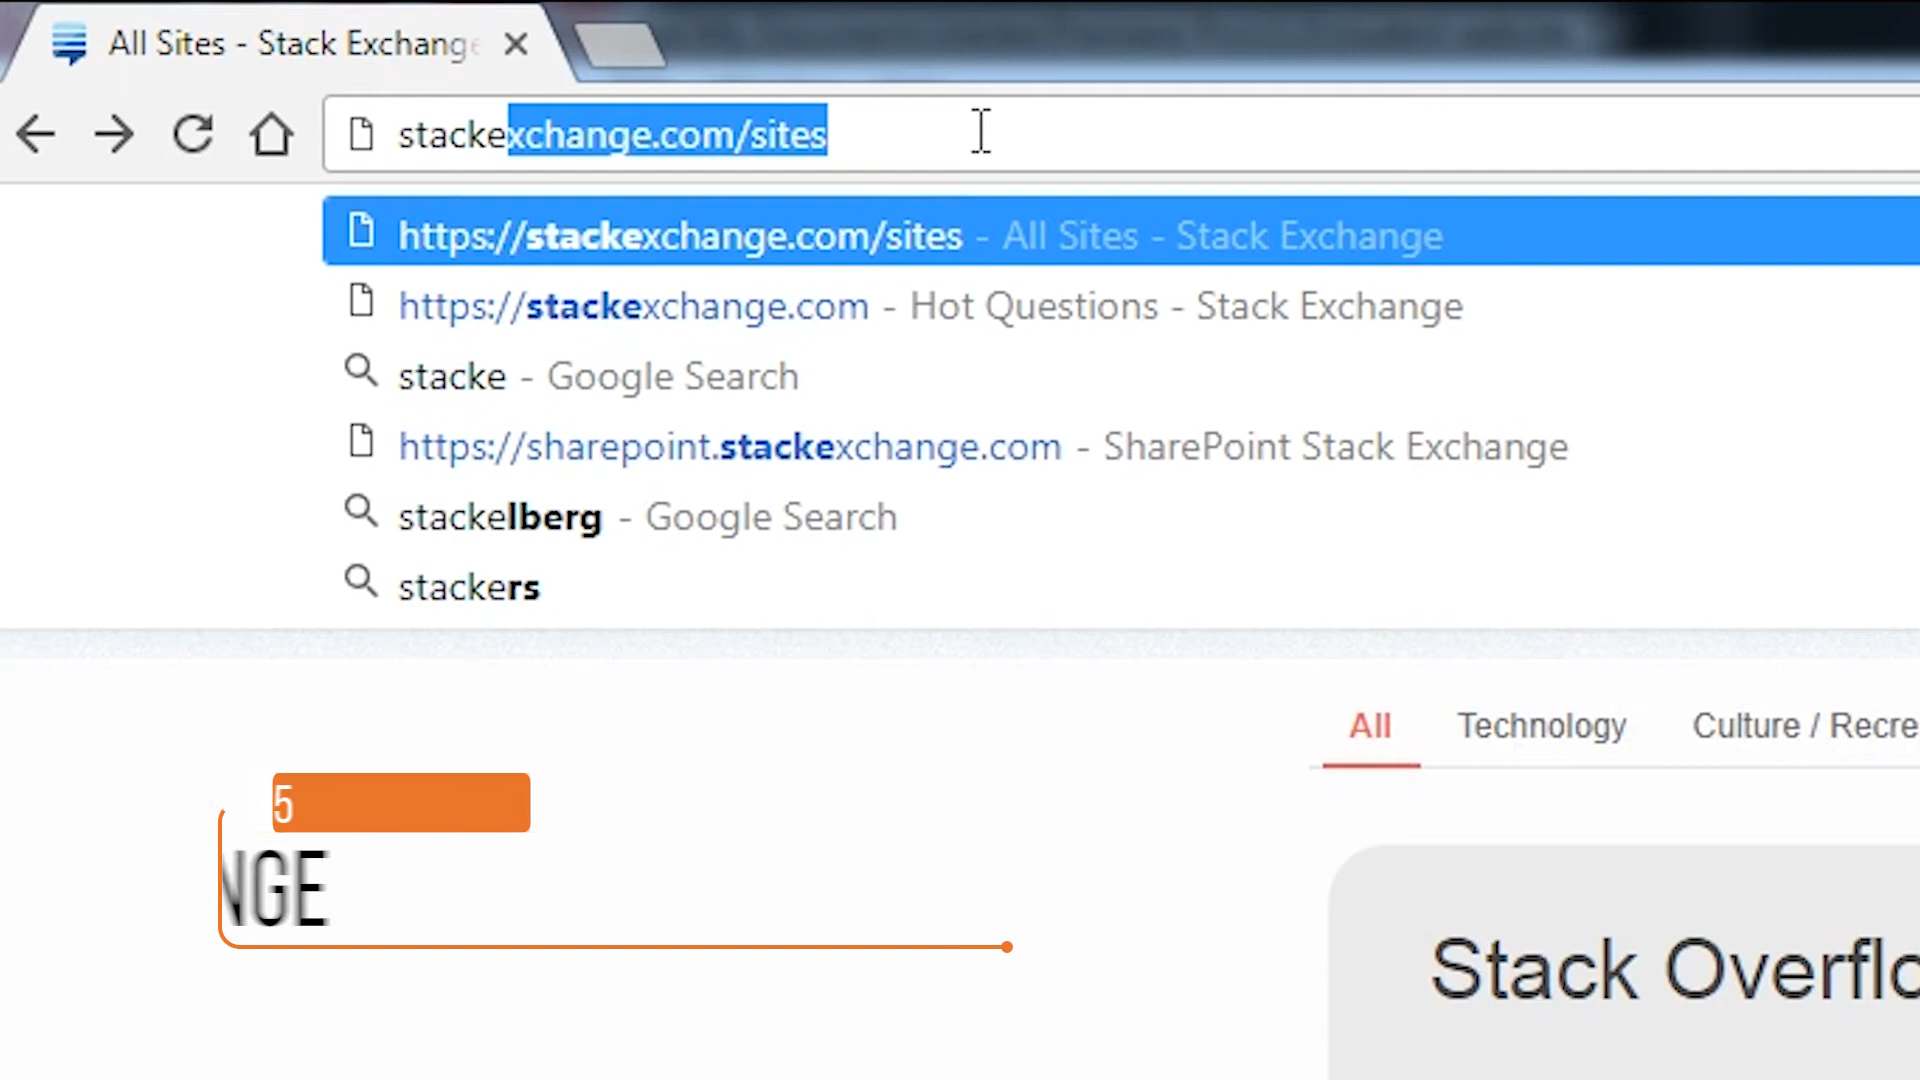 All Sites - Stack Exchange
stackexchange.com/sites
https://stackexchange.com/sites - All Sites - Stack Exchange
https://stackexchange.com - Hot Questions - Stack Exchange
stacke - Google Search
https://sharepoint.stackexchange.com - SharePoint Stack Exchange
stackelberg - Google Search
stackers
All Technology Culture / Recre
5
NGE
Stack Overflo